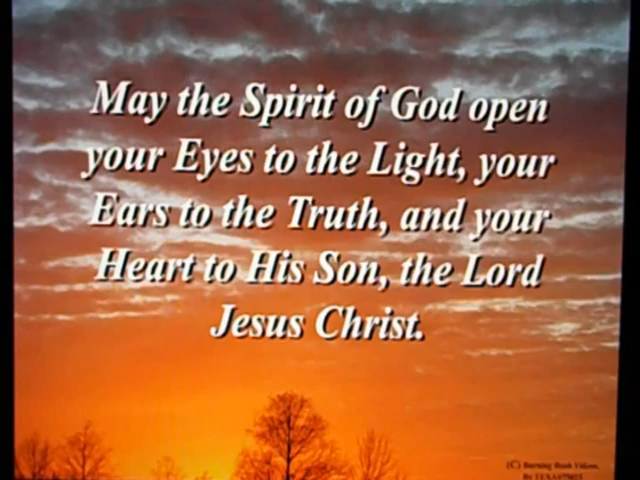 May the Spirit of God open
your Eyes to the Light, your
Ears to the Truth, and your
Heart to His Son, the Lord
Jesus Christ.
(C) Burning Bush Videos.